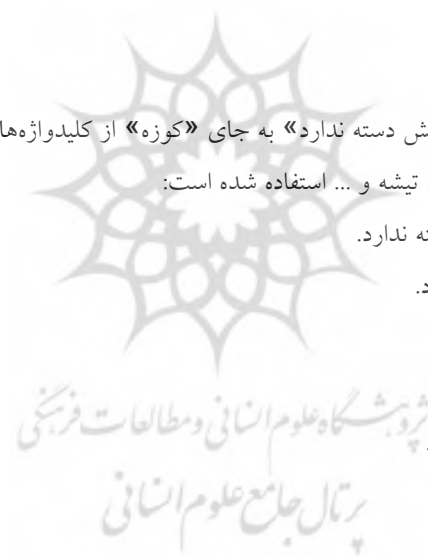 ش دسته ندارد» به جای «کوزه» از کلیدواژه‌ها
تیشه و ... استفاده شده است:
ته ندارد.
د.
پژوهشگاه علوم انسانی و مطالعات فرهنگی
پرتال جامع علوم انسانی